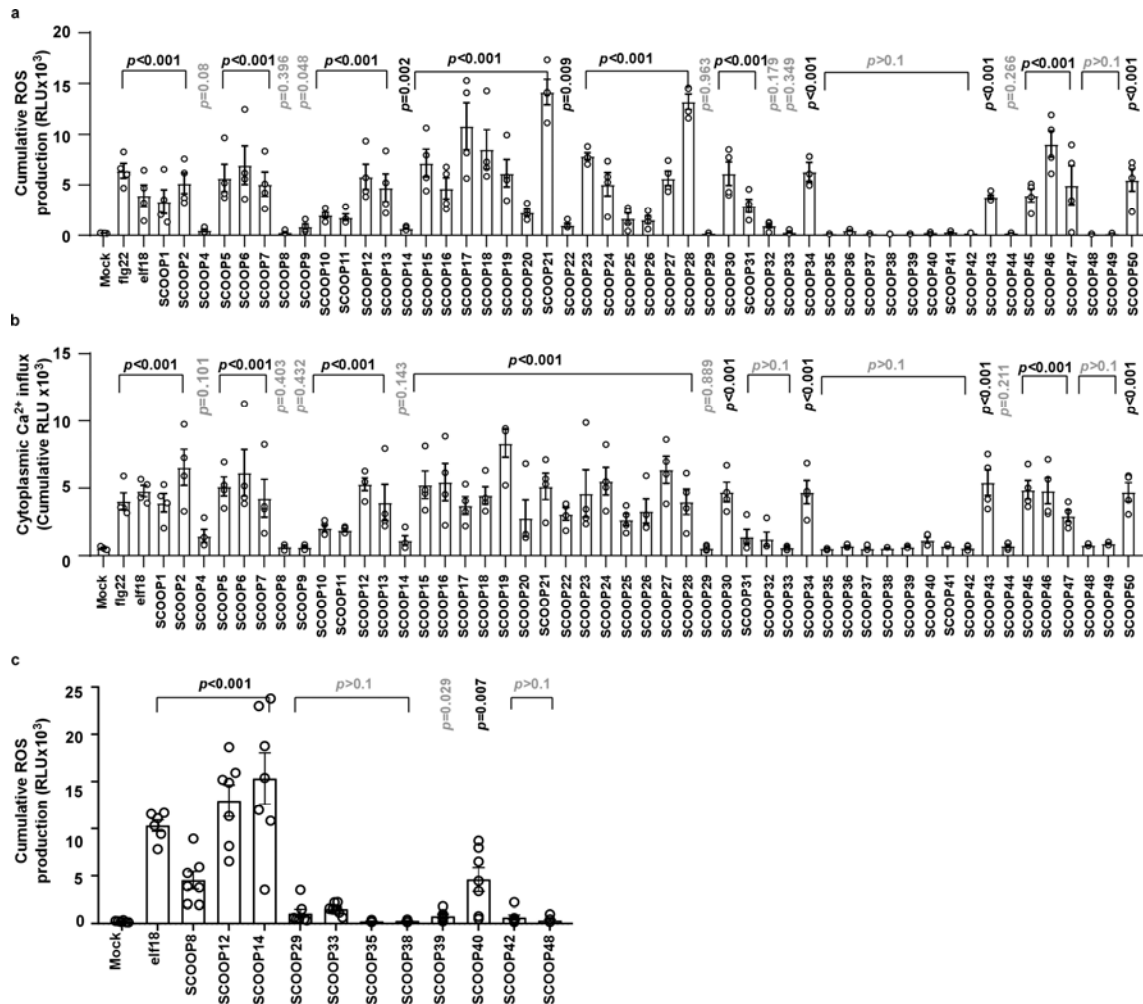 a
Cumulative ROS
production (RLUx10³)
20
15
10
5
0
p<0.001
p=0.08
p<0.001
p=0.396
p=0.048
p<0.001
p=0.002
p<0.001
p=0.009
p<0.001
p=0.963
p<0.001
p=0.179
p=0.349
p<0.001
p>0.1
p<0.001
p=0.266
p<0.001
p>0.1
p<0.001
Mock
flg22
elf18
SCOOP1
SCOOP2
SCOOP4
SCOOP5
SCOOP6
SCOOP7
SCOOP8
SCOOP9
SCOOP10
SCOOP11
SCOOP12
SCOOP13
SCOOP14
SCOOP15
SCOOP16
SCOOP17
SCOOP18
SCOOP19
SCOOP20
SCOOP21
SCOOP22
SCOOP23
SCOOP24
SCOOP25
SCOOP26
SCOOP27
SCOOP28
SCOOP29
SCOOP30
SCOOP31
SCOOP32
SCOOP33
SCOOP34
SCOOP35
SCOOP36
SCOOP37
SCOOP38
SCOOP39
SCOOP40
SCOOP41
SCOOP42
SCOOP43
SCOOP44
SCOOP45
SCOOP46
SCOOP47
SCOOP48
SCOOP49
SCOOP50
b
Cytoplasmic Ca²⁺ influx
(Cumulative RLU x10³)
15
10
5
0
p<0.001
p=0.101
p<0.001
p=0.403
p=0.432
p<0.001
p=0.143
p<0.001
p=0.889
p<0.001
p>0.1
p<0.001
p>0.1
p<0.001
p=0.211
p<0.001
p>0.1
p<0.001
Mock
flg22
elf18
SCOOP1
SCOOP2
SCOOP4
SCOOP5
SCOOP6
SCOOP7
SCOOP8
SCOOP9
SCOOP10
SCOOP11
SCOOP12
SCOOP13
SCOOP14
SCOOP15
SCOOP16
SCOOP17
SCOOP18
SCOOP19
SCOOP20
SCOOP21
SCOOP22
SCOOP23
SCOOP24
SCOOP25
SCOOP26
SCOOP27
SCOOP28
SCOOP29
SCOOP30
SCOOP31
SCOOP32
SCOOP33
SCOOP34
SCOOP35
SCOOP36
SCOOP37
SCOOP38
SCOOP39
SCOOP40
SCOOP41
SCOOP42
SCOOP43
SCOOP44
SCOOP45
SCOOP46
SCOOP47
SCOOP48
SCOOP49
SCOOP50
c
Cumulative ROS
production (RLUx10³)
25
20
15
10
5
0
p<0.001
p>0.1
p=0.029
p=0.007
p>0.1
Mock
elf18
SCOOP8
SCOOP12
SCOOP14
SCOOP29
SCOOP33
SCOOP35
SCOOP38
SCOOP39
SCOOP40
SCOOP42
SCOOP48